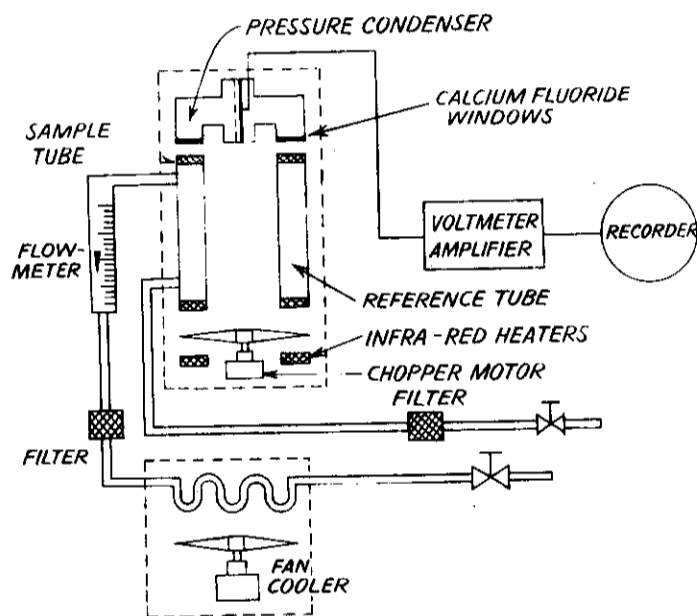 PRESSURE CONDENSER
CALCIUM FLUORIDE
WINDOWS
SAMPLE
TUBE
FLOW-
METER
VOLTMETER
AMPLIFIER
RECORDER
REFERENCE TUBE
INFRA-RED HEATERS
CHOPPER MOTOR
FILTER
FILTER
FAN
COOLER